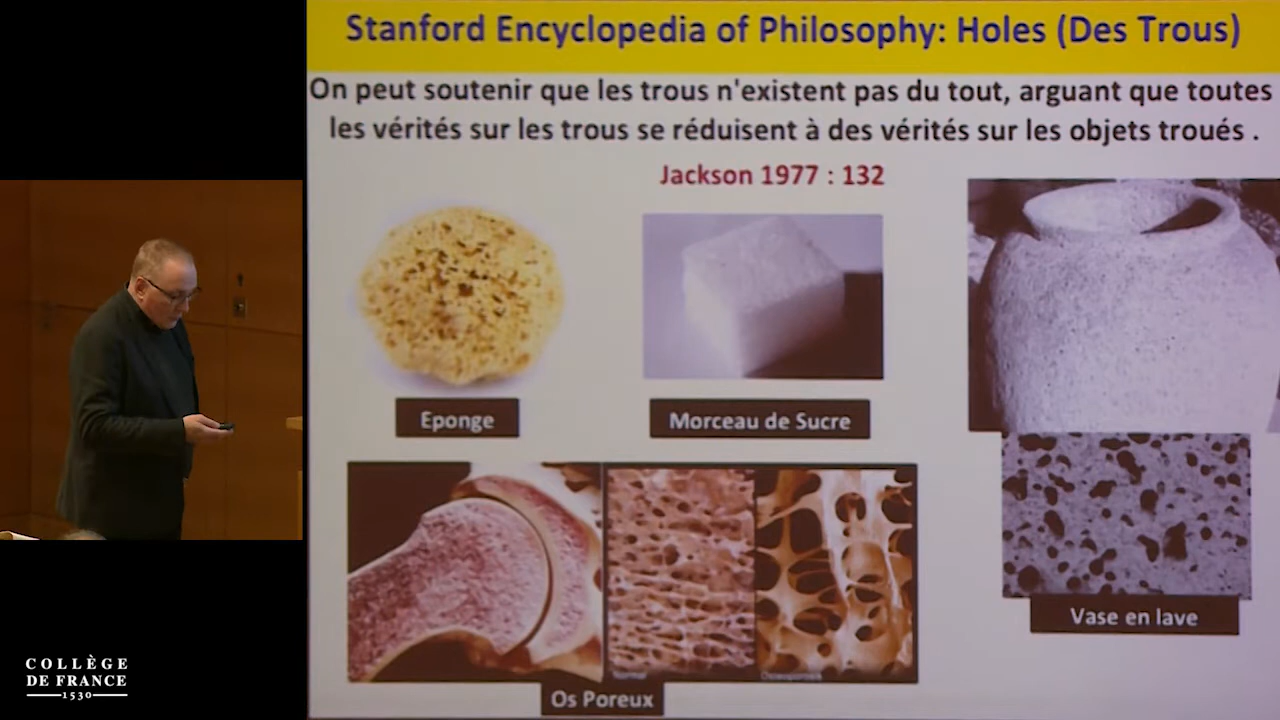 Stanford Encyclopedia of Philosophy: Holes (Des Trous)
On peut soutenir que les trous n'existent pas du tout, arguant que toutes
les vérités sur les trous se réduisent à des vérités sur les objets troués .
Jackson 1977 : 132
Eponge
Morceau de Sucre
Normal
Osteoporosis
Vase en lave
Os Poreux
COLLÈGE
DE FRANCE
1530